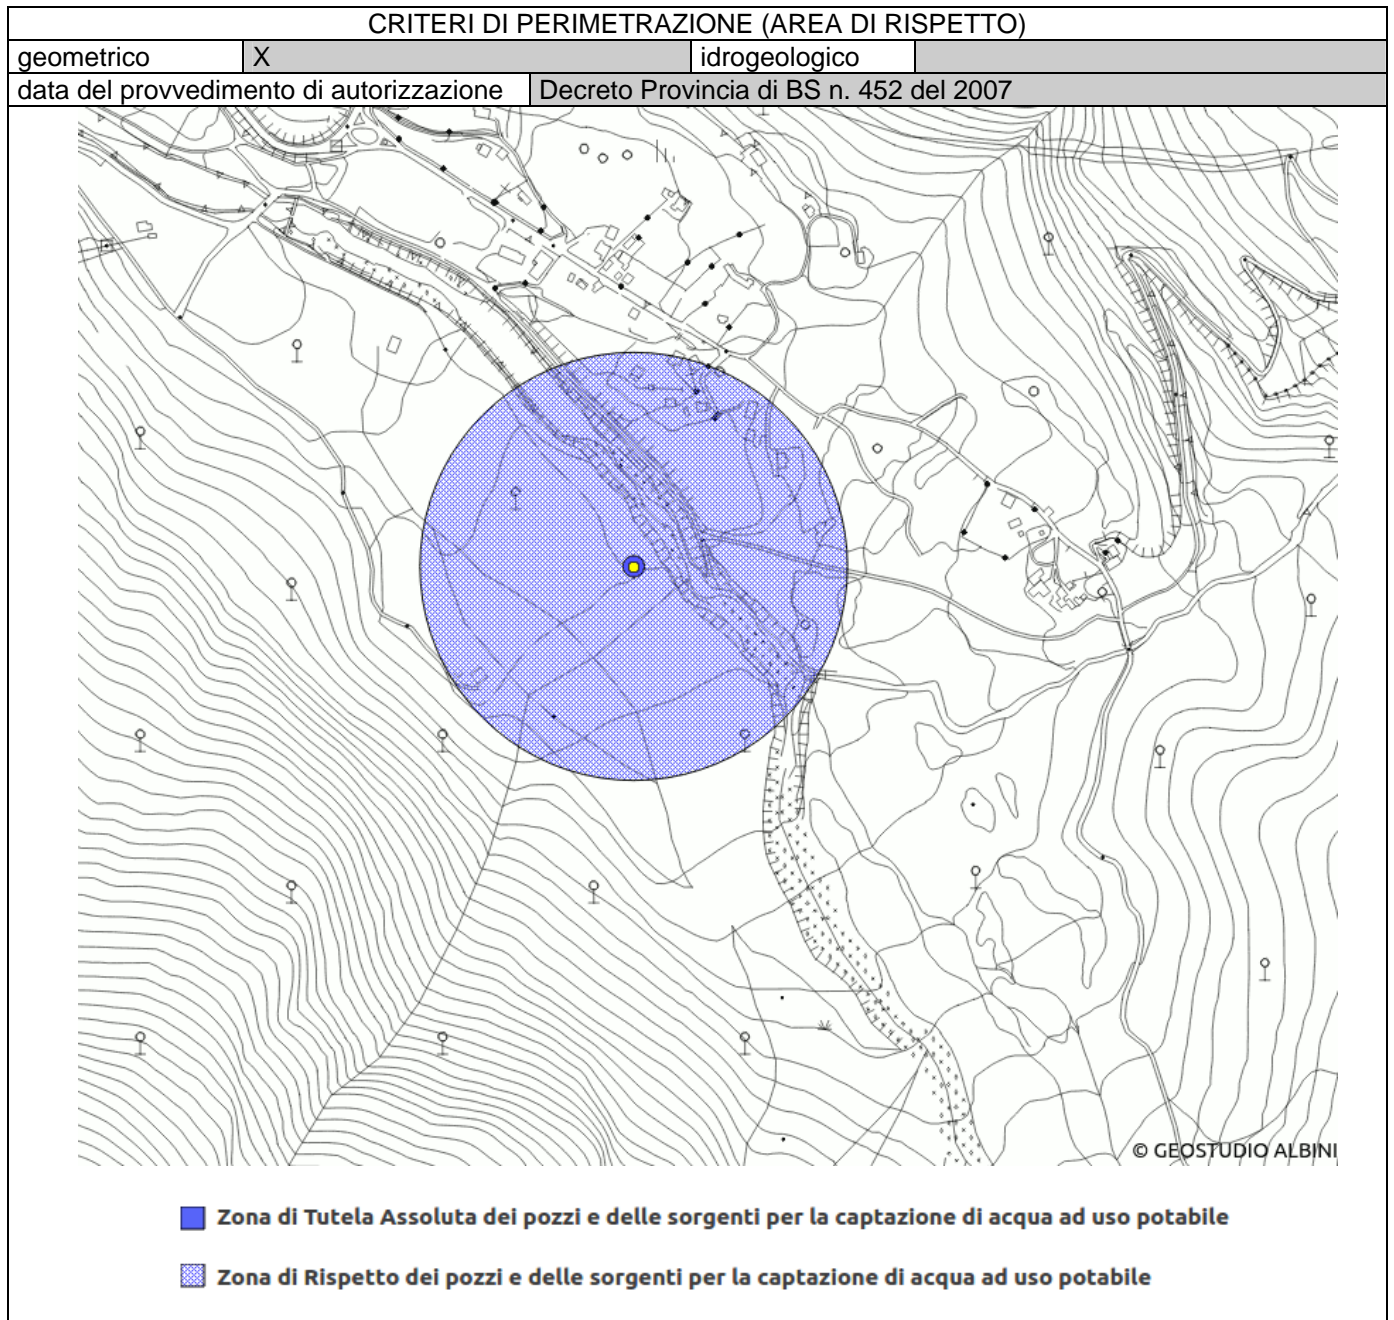 CRITERI DI PERIMETRAZIONE (AREA DI RISPETTO)
geometrico X idrogeologico
data del provvedimento di autorizzazione Decreto Provincia di BS n. 452 del 2007
© GEOSTUDIO ALBINI
Zona di Tutela Assoluta dei pozzi e delle sorgenti per la captazione di acqua ad uso potabile
Zona di Rispetto dei pozzi e delle sorgenti per la captazione di acqua ad uso potabile